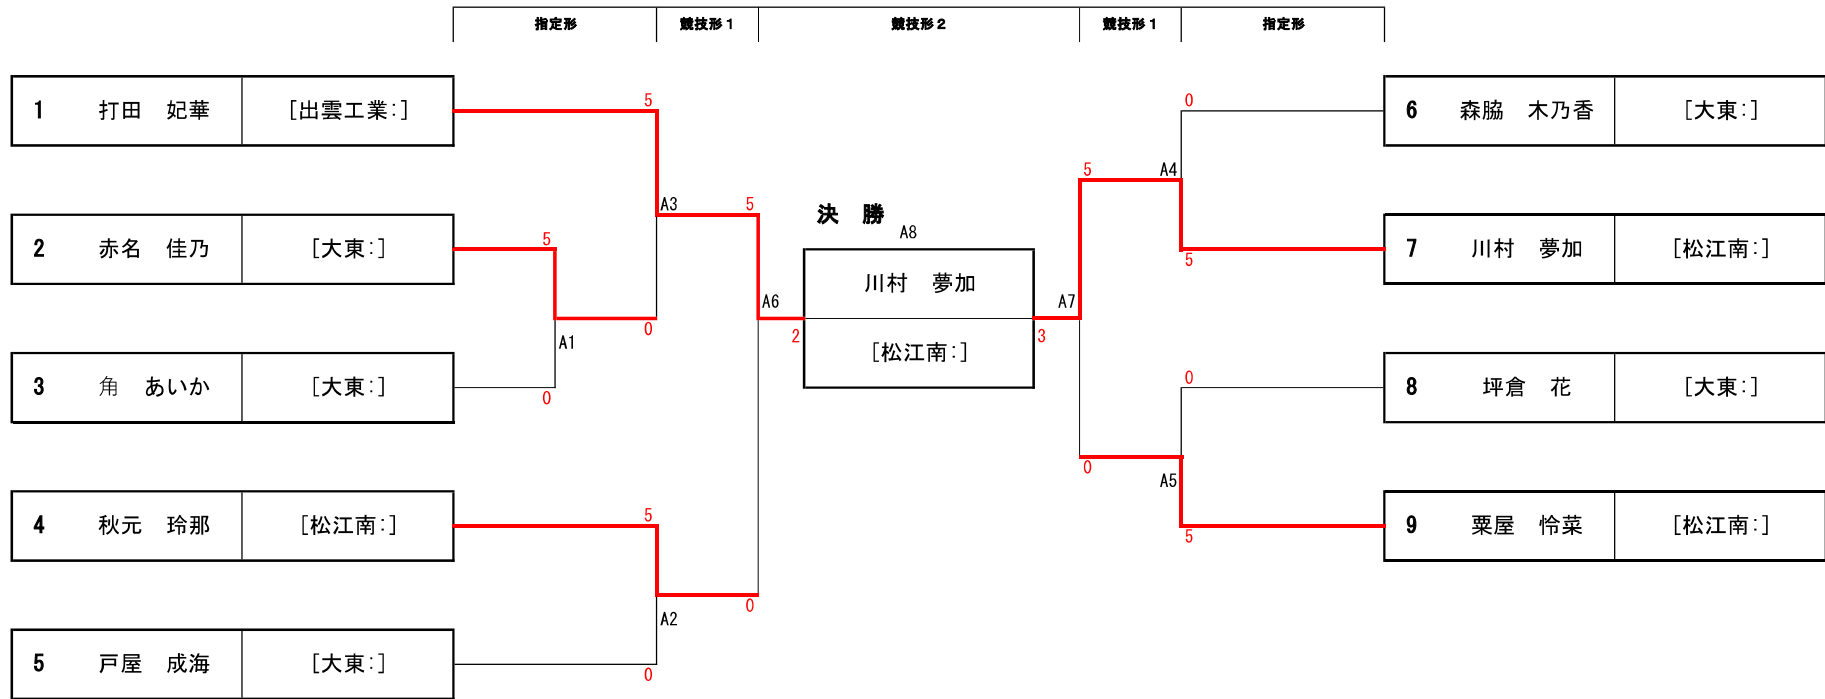 指定形 競技形1 競技形2 競技形1 指定形
1 打田 妃華 [出雲工業:]
2 赤名 佳乃 [大東:]
3 角 あいか [大東:]
4 秋元 玲那 [松江南:]
5 戸屋 成海 [大東:]
5
5
0
A1
0
A3
5
0
A2
0
5
A6
0
2
決 勝
A8
川村 夢加
[松江南:]
3
A7
5
0
A4
0
5
A5
0
5
6 森脇 木乃香 [大東:]
7 川村 夢加 [松江南:]
8 坪倉 花 [大東:]
9 粟屋 怜菜 [松江南:]